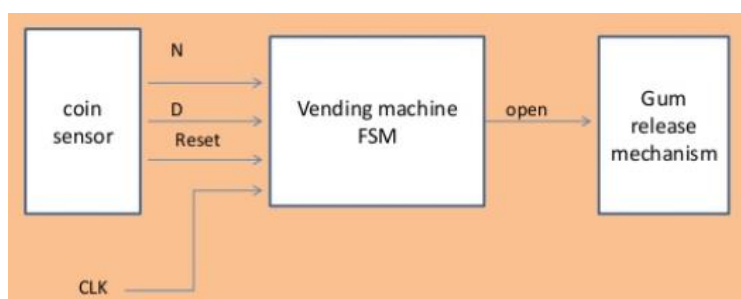 coin
sensor
N
D
Reset
CLK
Vending machine
FSM
open
Gum
release
mechanism